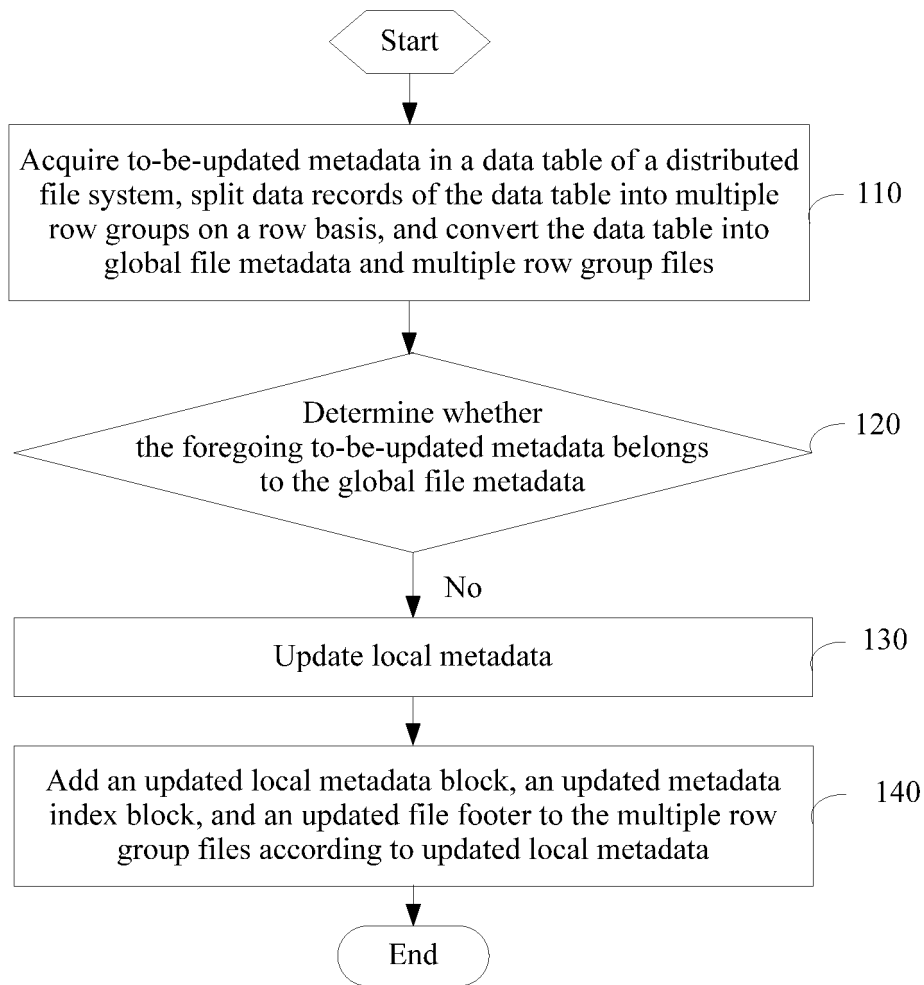 Start
Acquire to-be-updated metadata in a data table of a distributed
file system, split data records of the data table into multiple
row groups on a row basis, and convert the data table into
global file metadata and multiple row group files
110
Determine whether
the foregoing to-be-updated metadata belongs
to the global file metadata
120
No
Update local metadata
130
Add an updated local metadata block, an updated metadata
index block, and an updated file footer to the multiple row
group files according to updated local metadata
140
End